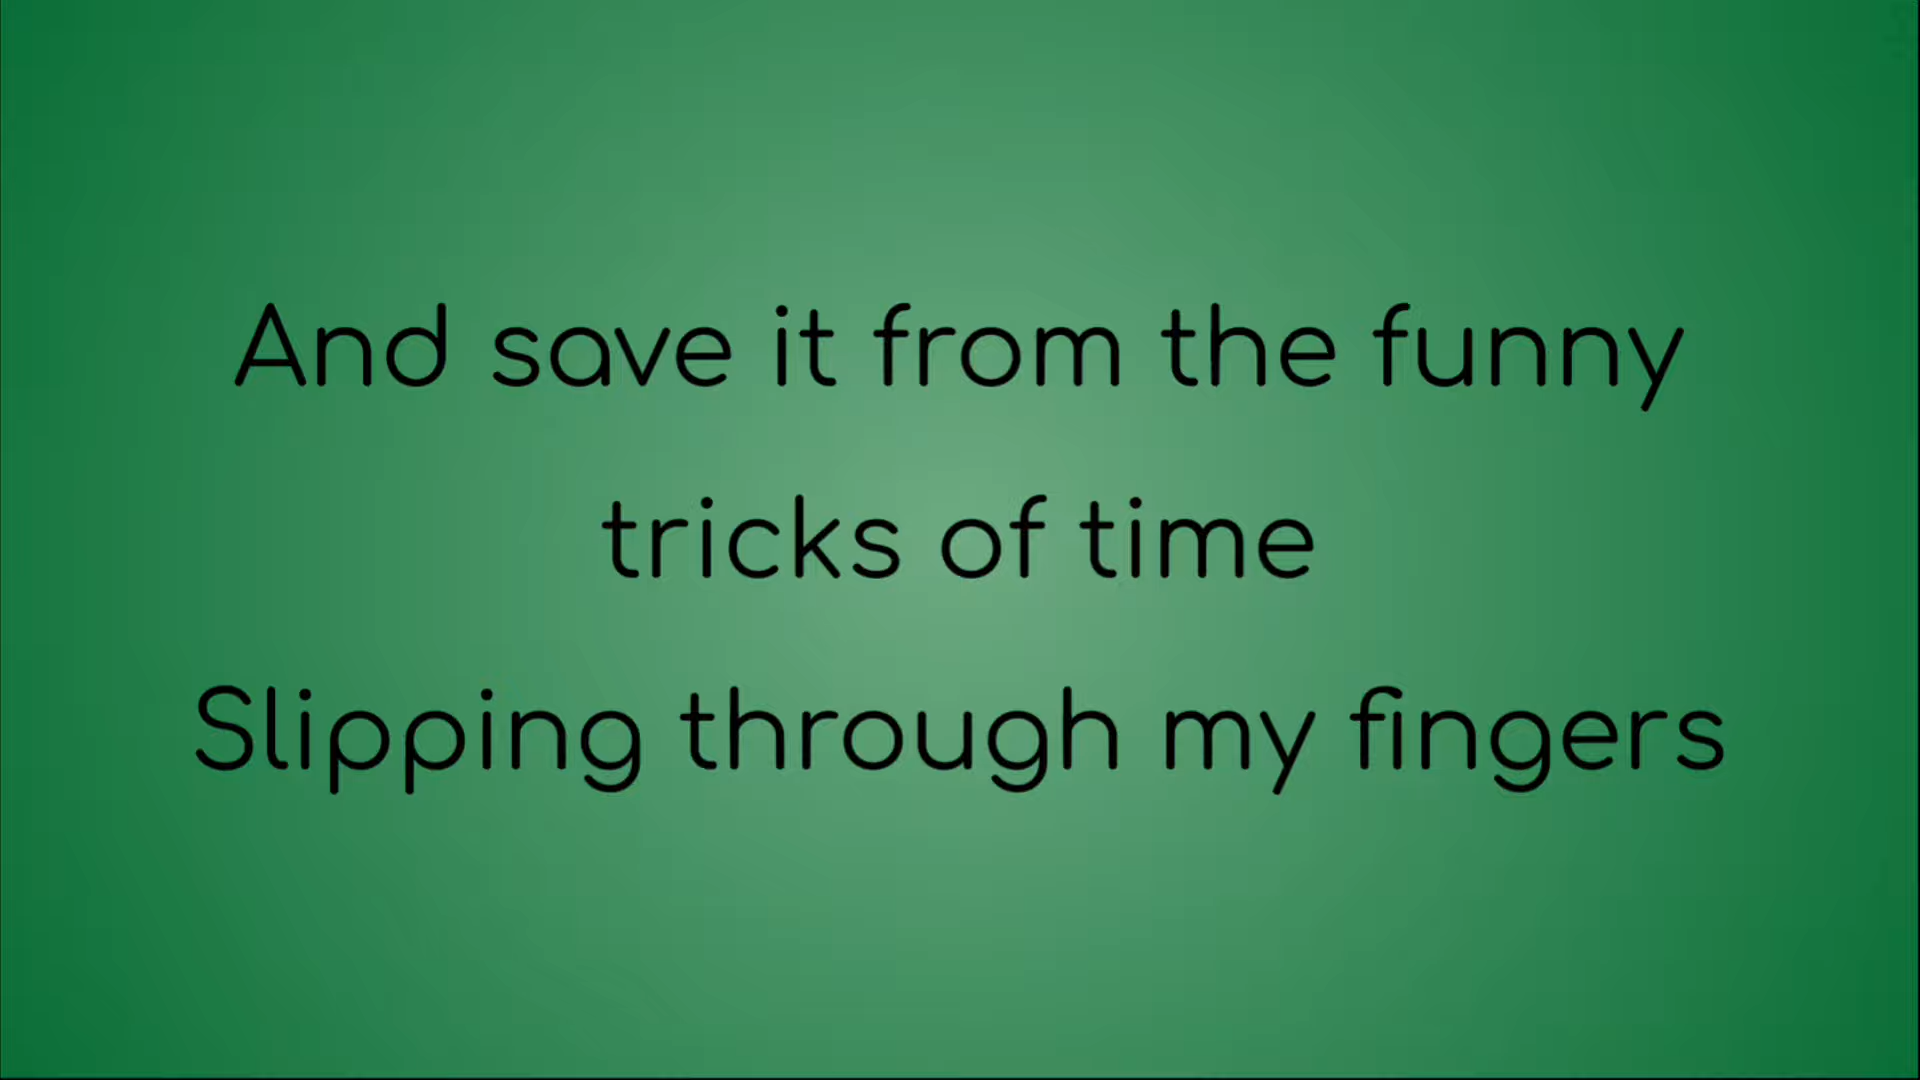 And save it from the funny
tricks of time
Slipping through my fingers